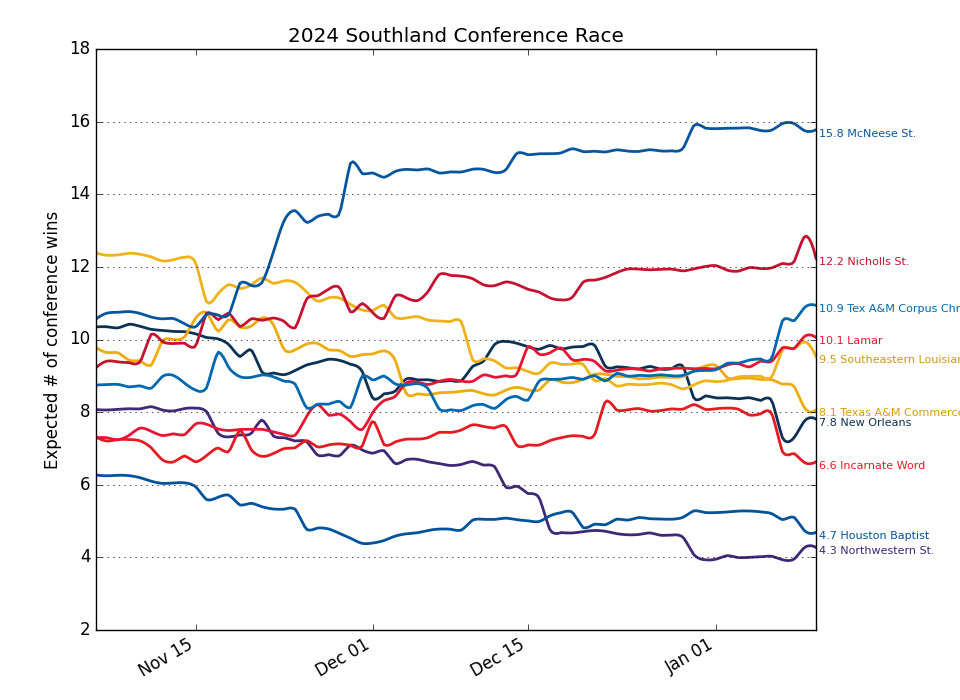 2024 Southland Conference Race
Expected # of conference wins
18
16
14
12
10
8
6
4
2
Nov 15
Dec 01
Dec 15
Jan 01
15.8 McNeese St.
12.2 Nicholls St.
10.9 Tex A&M Corpus Chr
10.1 Lamar
9.5 Southeastern Louisian
8.1 Texas A&M Commerce
7.8 New Orleans
6.6 Incarnate Word
4.7 Houston Baptist
4.3 Northwestern St.